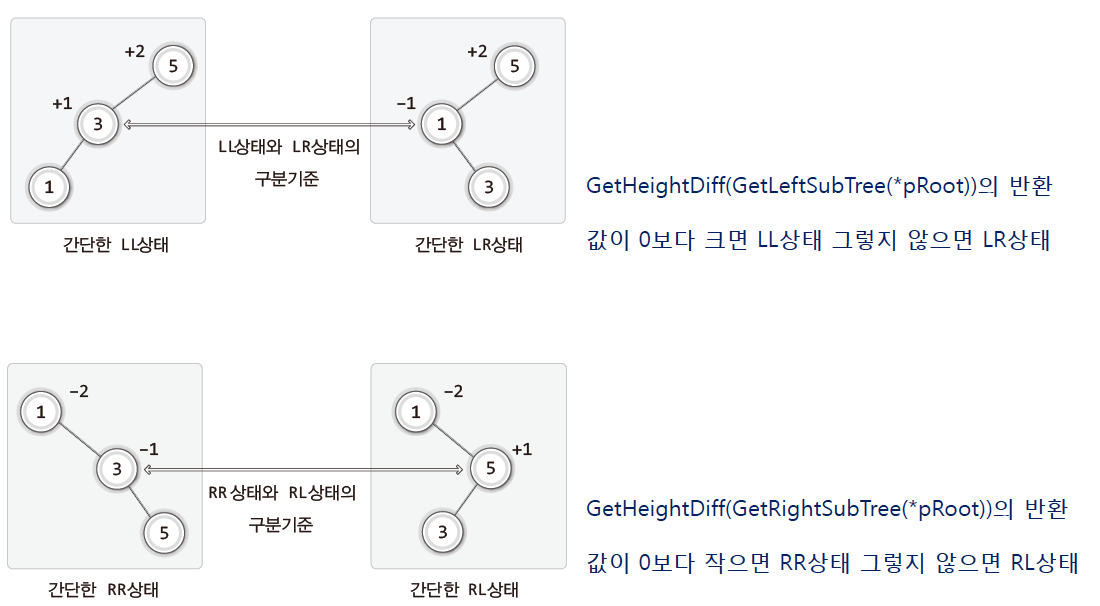 +2
5
+1
3
1
LL상태와 LR상태의
구분기준
+2
5
-1
1
3
간단한 LL상태
간단한 LR상태
GetHeightDiff(GetLeftSubTree(*pRoot))의 반환
값이 0보다 크면 LL상태 그렇지 않으면 LR상태
1
-2
3
-1
5
RR상태와 RL상태의
구분기준
1
-2
5
+1
3
간단한 RR상태
간단한 RL상태
GetHeightDiff(GetRightSubTree(*pRoot))의 반환
값이 0보다 작으면 RR상태 그렇지 않으면 RL상태